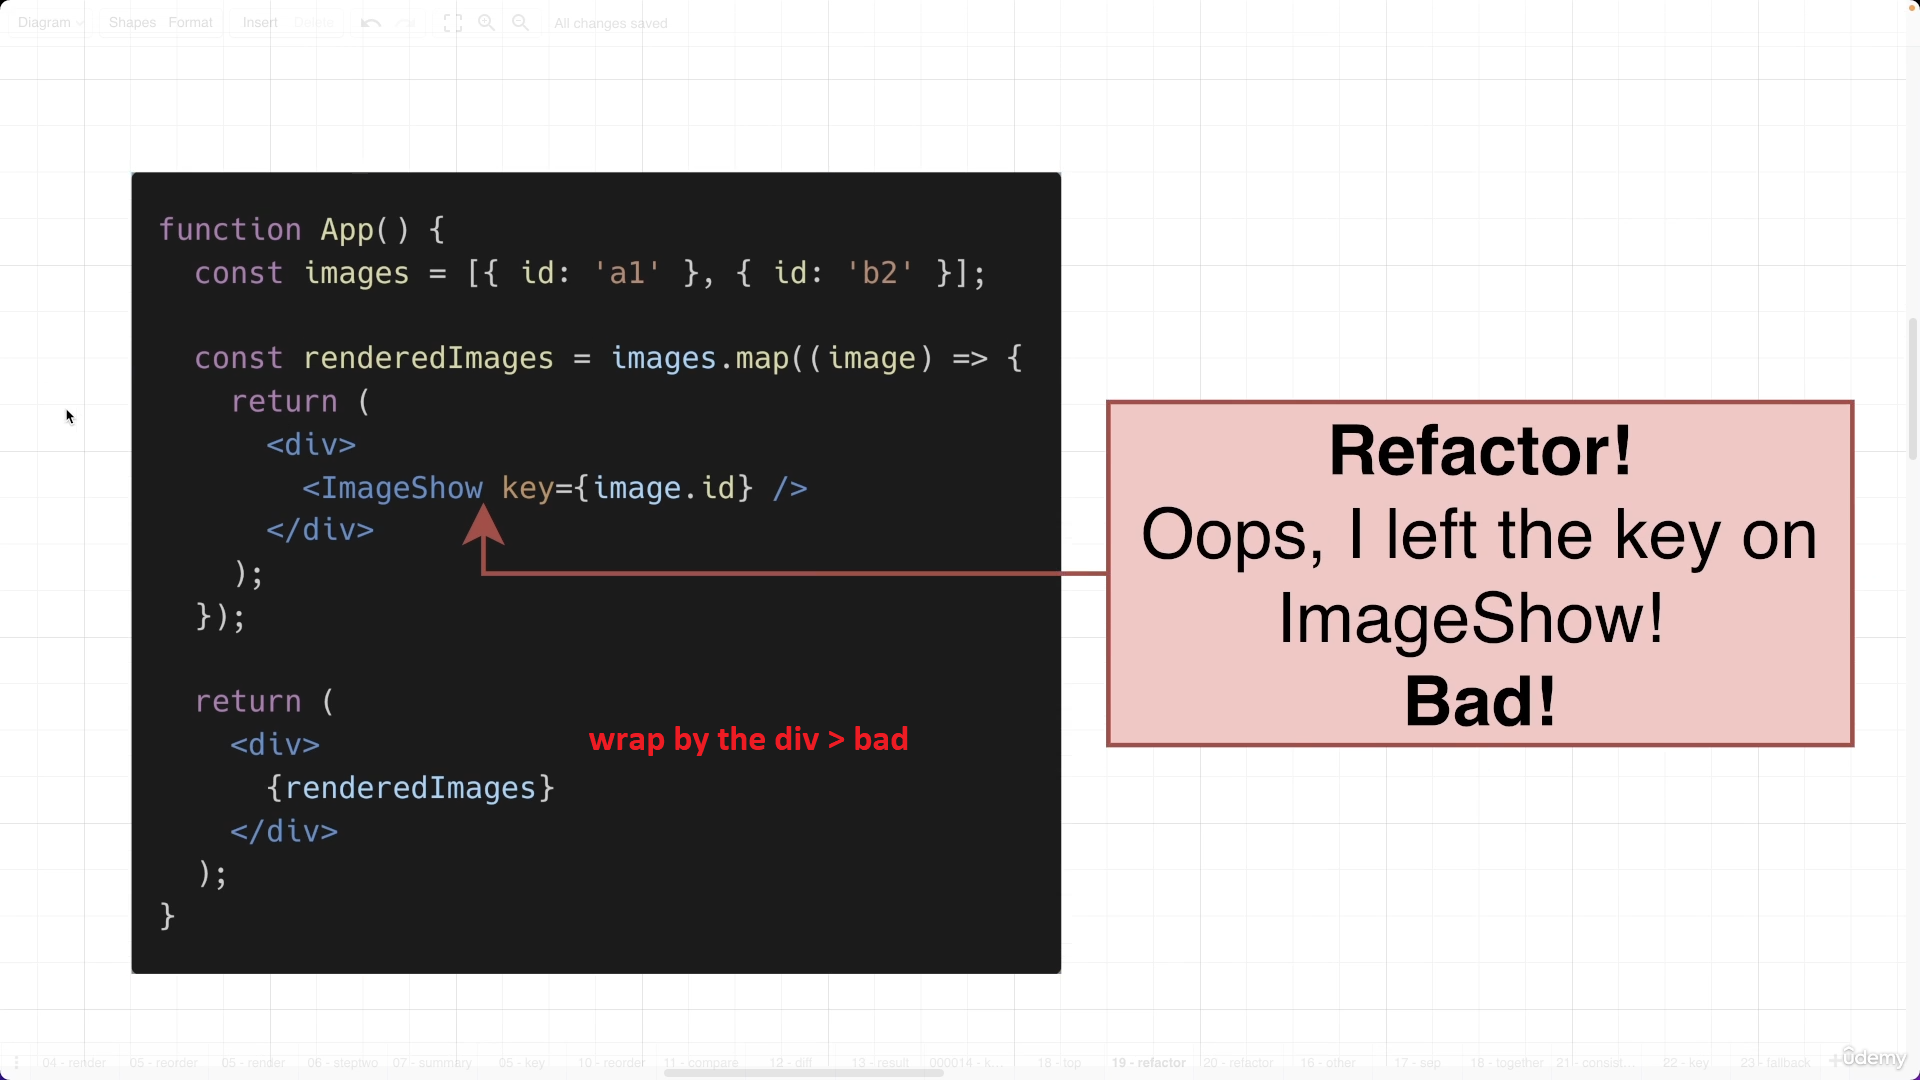 Diagram
Shapes
Format
Insert
Delete
All changes saved
function App() {
const images = [{ id: 'a1' }, { id: 'b2' }];
const renderedImages = images.map((image) => {
return (
<div>
<ImageShow key={image.id} />
</div>
);
});
return (
<div>
{renderedImages}
</div>
);
}
wrap by the div > bad
Refactor!
Oops, I left the key on
ImageShow!
Bad!
04 - render
05 - reorder
05 - render
06 - steptwo
07 - summary
05 - key
10 - reorder
11 - compare
12 - diff
13 - result
000014 - k...
18 - top
19 - refactor
20 - refactor
16 - other
17 - sep
18 - together
21 - consist...
22 - key
23 - fallback
ûdemy